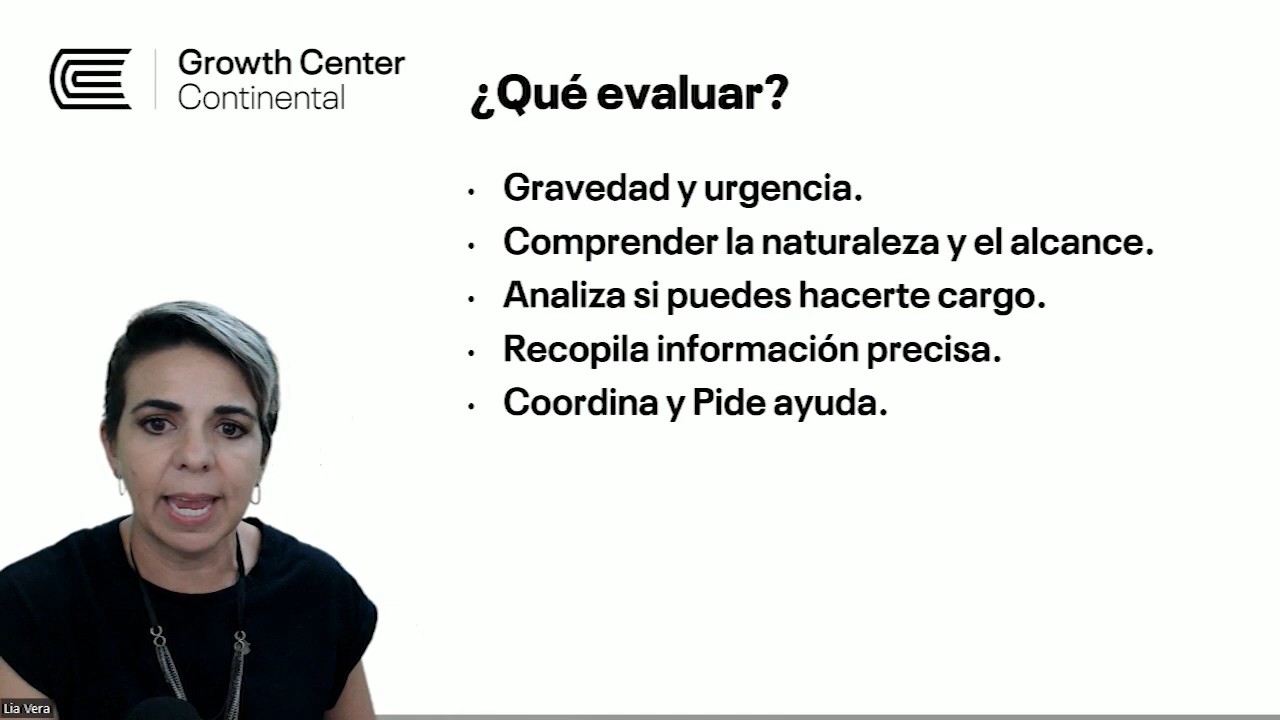 Growth Center
Continental
¿Qué evaluar?
• Gravedad y urgencia.
• Comprender la naturaleza y el alcance.
• Analiza si puedes hacerte cargo.
• Recopila información precisa.
• Coordina y Pide ayuda.
Lia Vera